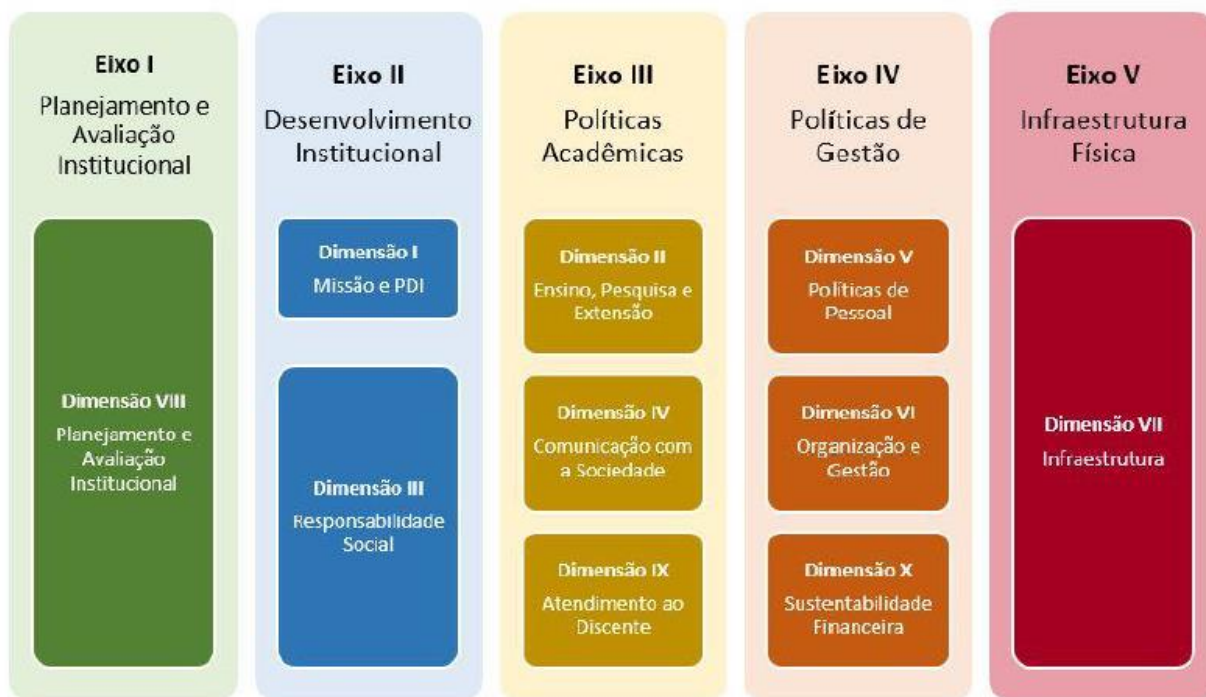 Eixo I
Planejamento e
Avaliação
Institucional
Dimensão VIII
Planejamento e
Avaliação
Institucional
Eixo II
Desenvolvimento
Institucional
Dimensão I
Missão e PDI
Dimensão III
Responsabilidade
Social
Eixo III
Políticas
Acadêmicas
Dimensão II
Ensino, Pesquisa e
Extensão
Dimensão IV
Comunicação com
a Sociedade
Dimensão IX
Atendimento ao
Discente
Eixo IV
Políticas de
Gestão
Dimensão V
Políticas de
Pessoal
Dimensão VI
Organização e
Gestão
Dimensão X
Sustentabilidade
Financeira
Eixo V
Infraestrutura
Física
Dimensão VII
Infraestrutura